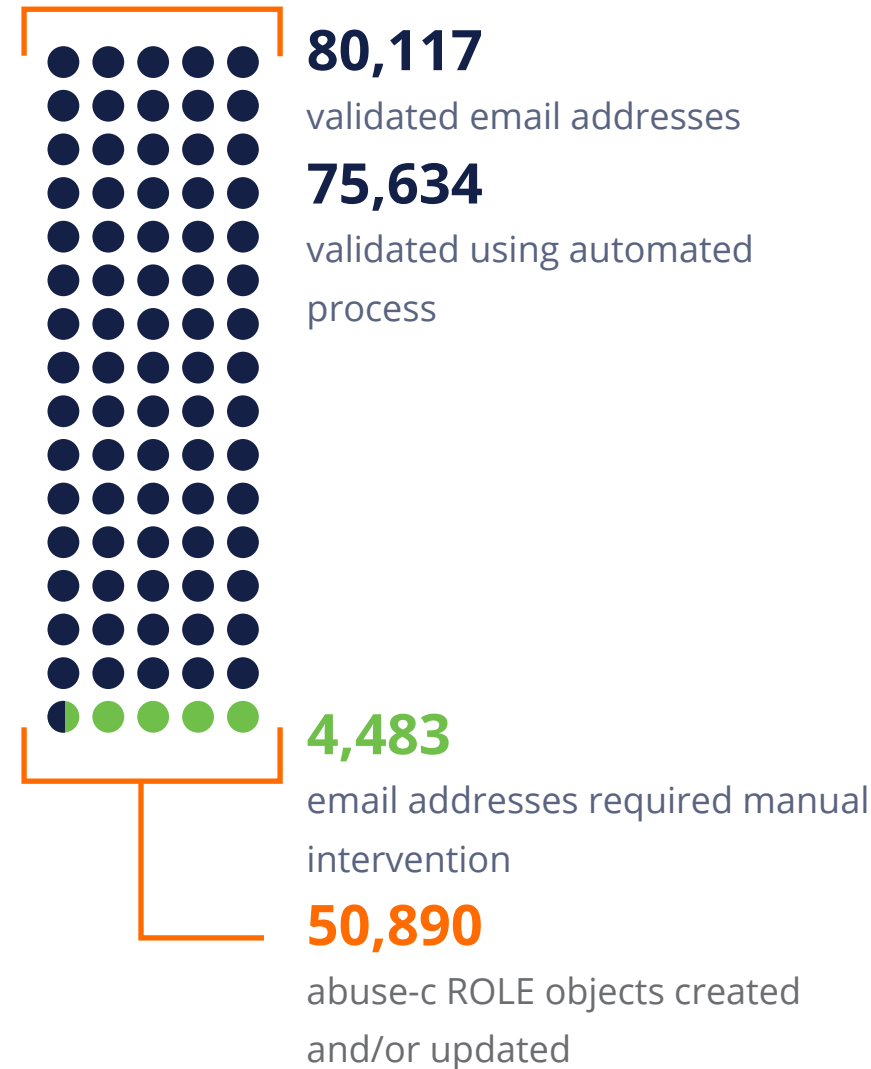 80,117
validated email addresses
75,634
validated using automated
process
4,483
email addresses required manual
intervention
50,890
abuse-c ROLE objects created
and/or updated